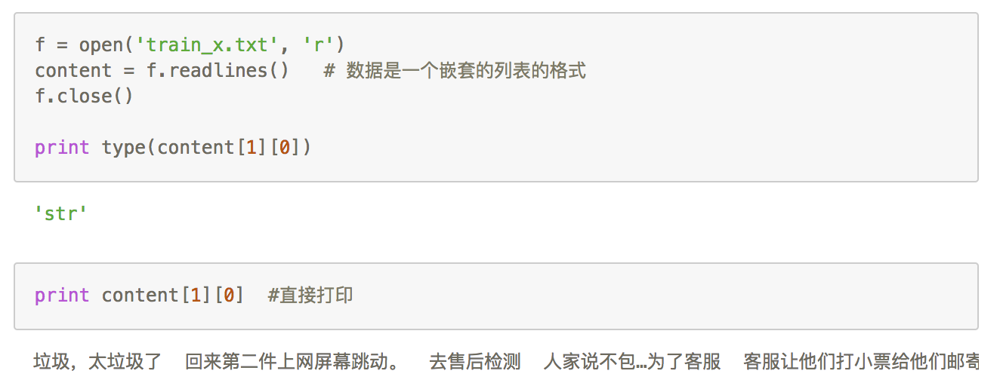 f = open('train_x.txt', 'r')
content = f.readlines()   # 数据是一个嵌套的列表的格式
f.close()
print type(content[1][0])
'str'
print content[1][0]  #直接打印
垃圾，太垃圾了  回来第二件上网屏幕跳动。  去售后检测  人家说不包…为了客服  客服让他们打小票给他们邮寄